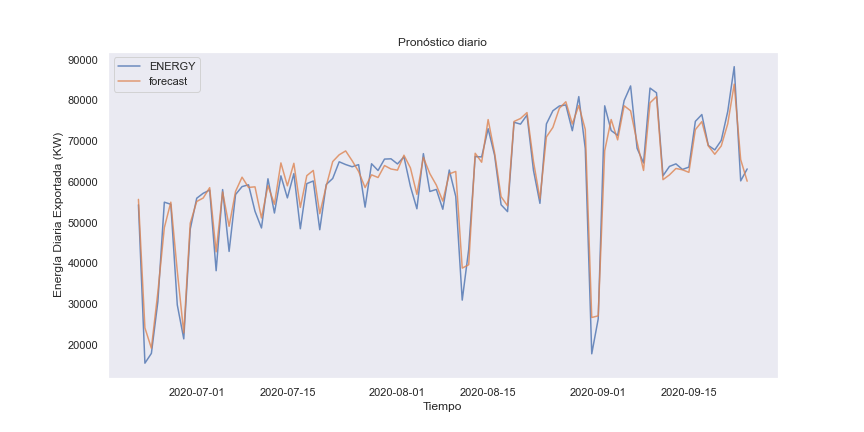 Pronóstico diario
ENERGY
forecast
Energía Diaria Exportada (KW)
90000
80000
70000
60000
50000
40000
30000
20000
2020-07-01
2020-07-15
2020-08-01
2020-08-15
2020-09-01
2020-09-15
Tiempo